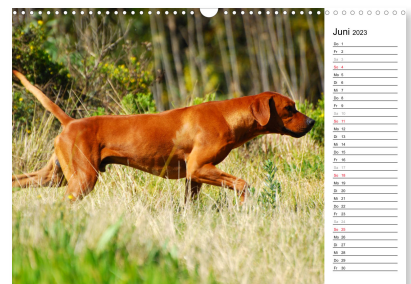 Juni 2023
Do 1
Fr 2
Sa 3
So 4
Mo 5
Di 6
Mi 7
Do 8
Fr 9
Sa 10
So 11
Mo 12
Di 13
Mi 14
Do 15
Fr 16
Sa 17
So 18
Mo 19
Di 20
Mi 21
Do 22
Fr 23
Sa 24
So 25
Mo 26
Di 27
Mi 28
Do 29
Fr 30